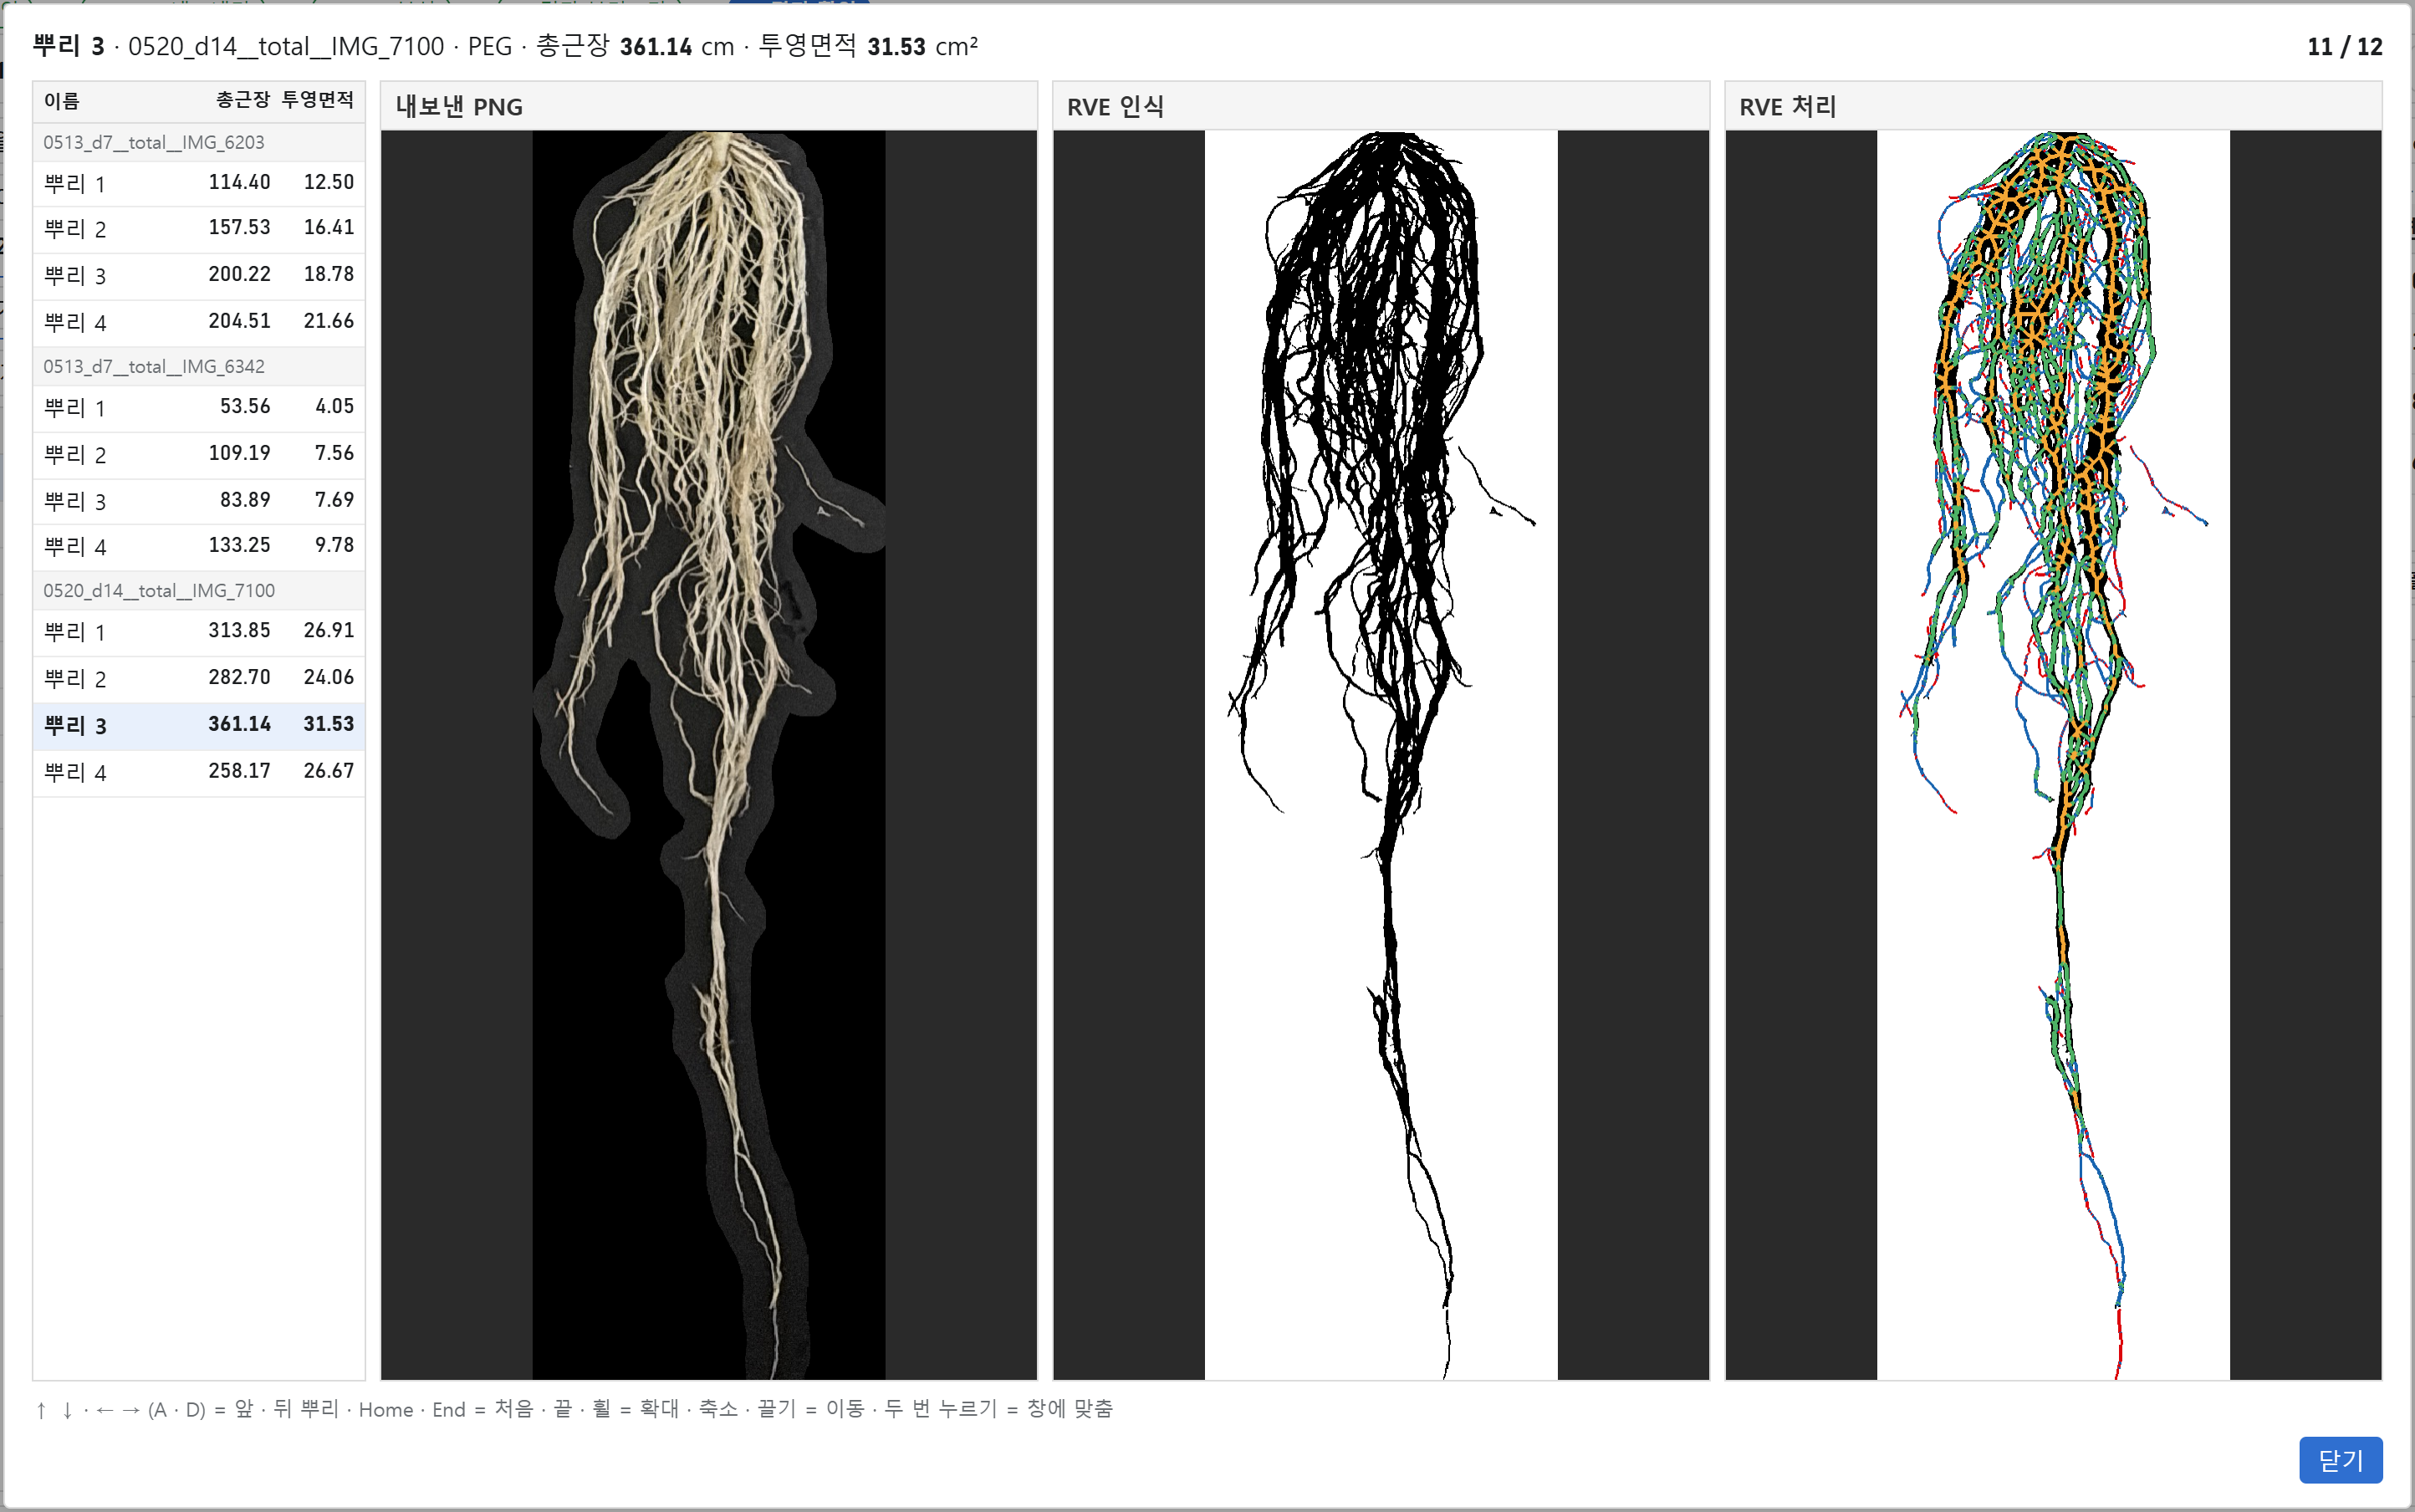 뿌리 3 · 0520_d14__total__IMG_7100 · PEG · 총근장 361.14 cm · 투영면적 31.53 cm²
11 / 12
이름 총근장 투영면적
0513_d7__total__IMG_6203
뿌리 1 114.40 12.50
뿌리 2 157.53 16.41
뿌리 3 200.22 18.78
뿌리 4 204.51 21.66
0513_d7__total__IMG_6342
뿌리 1 53.56 4.05
뿌리 2 109.19 7.56
뿌리 3 83.89 7.69
뿌리 4 133.25 9.78
0520_d14__total__IMG_7100
뿌리 1 313.85 26.91
뿌리 2 282.70 24.06
뿌리 3 361.14 31.53
뿌리 4 258.17 26.67
내보낸 PNG
RVE 인식
RVE 처리
↑ ↓ · ← → (A · D) = 앞 · 뒤 뿌리 · Home · End = 처음 · 끝 · 휠 = 확대 · 축소 · 끌기 = 이동 · 두 번 누르기 = 창에 맞춤
닫기